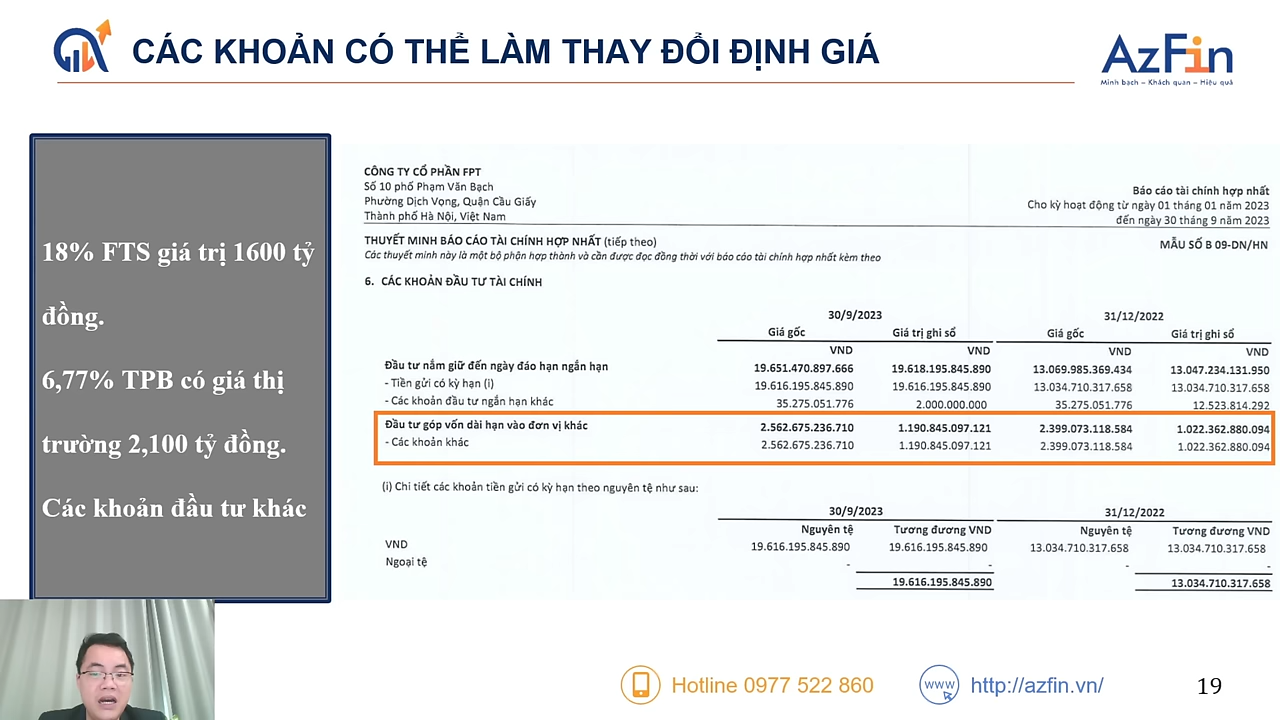 CÁC KHOẢN CÓ THỂ LÀM THAY ĐỔI ĐỊNH GIÁ
AzFin
Minh bạch – Khách quan – Hiệu quả
18% FTS giá trị 1600 tỷ
đồng.
6,77% TPB có giá thị
trường 2,100 tỷ đồng.
Các khoản đầu tư khác
CÔNG TY CỔ PHẦN FPT
Số 10 phố Phạm Văn Bạch
Phường Dịch Vọng, Quận Cầu Giấy
Thành phố Hà Nội, Việt Nam
Báo cáo tài chính hợp nhất
Cho kỳ hoạt động từ ngày 01 tháng 01 năm 2023
đến ngày 30 tháng 9 năm 2023
THUYẾT MINH BÁO CÁO TÀI CHÍNH HỢP NHẤT (tiếp theo)
MẪU SỐ B 09-DN/HN
Các thuyết minh này là một bộ phận hợp thành và cần được đọc đồng thời với báo cáo tài chính hợp nhất kèm theo
6. CÁC KHOẢN ĐẦU TƯ TÀI CHÍNH
30/9/2023 31/12/2022
Giá gốc Giá trị ghi sổ Giá gốc Giá trị ghi sổ
VND VND VND VND
Đầu tư nắm giữ đến ngày đáo hạn ngắn hạn 19.651.470.897.666 19.618.195.845.890 13.069.985.369.434 13.047.234.131.950
- Tiền gửi có kỳ hạn (i) 19.616.195.845.890 19.616.195.845.890 13.034.710.317.658 13.034.710.317.658
- Các khoản đầu tư ngắn hạn khác 35.275.051.776 2.000.000.000 35.275.051.776 12.523.814.292
Đầu tư góp vốn dài hạn vào đơn vị khác 2.562.675.236.710 1.190.845.097.121 2.399.073.118.584 1.022.362.880.094
- Các khoản khác 2.562.675.236.710 1.190.845.097.121 2.399.073.118.584 1.022.362.880.094
(i) Chi tiết các khoản tiền gửi có kỳ hạn theo nguyên tệ như sau:
30/9/2023 31/12/2022
Nguyên tệ Tương đương VND Nguyên tệ Tương đương VND
VND 19.616.195.845.890 19.616.195.845.890 13.034.710.317.658 13.034.710.317.658
Ngoại tệ - - - -
19.616.195.845.890 13.034.710.317.658
Hotline 0977 522 860
www
http://azfin.vn/
19